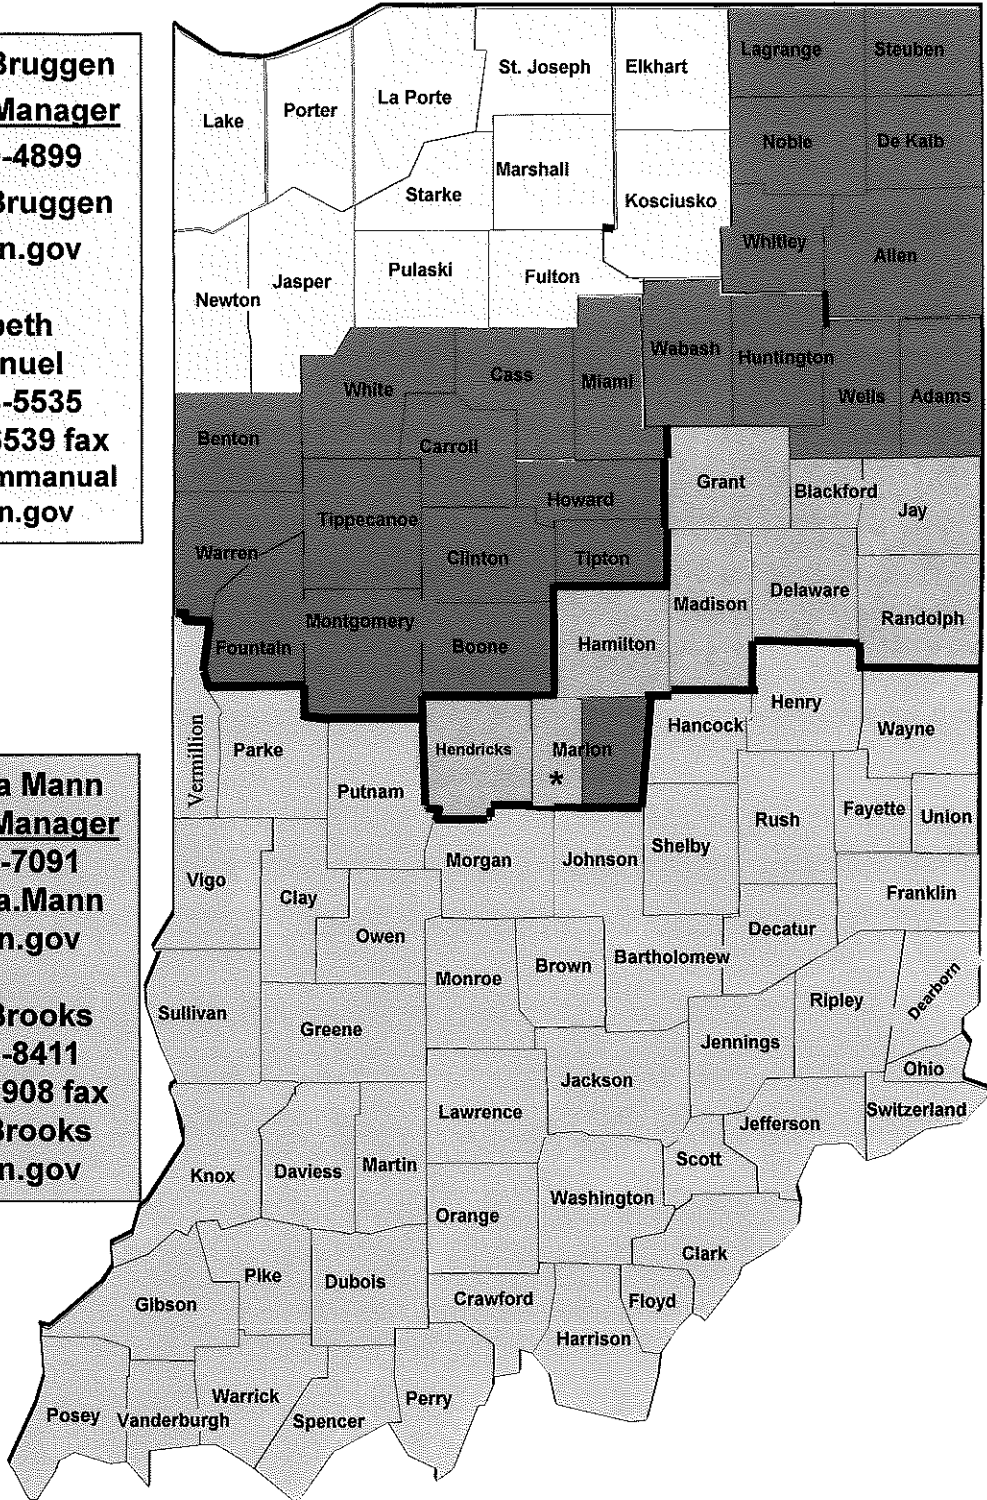 Bruggen
Manager
-4899
Bruggen
n.gov
beth
nuel
-5535
6539 fax
mmanual
n.gov
a Mann
Manager
-7091
a.Mann
n.gov
Brooks
-8411
908 fax
Brooks
n.gov
Lagrange Steuben
St. Joseph Elkhart
La Porte
Porter
Lake
Noble De Kalb
Marshall
Starke
Kosciusko
Whitley
Allen
Pulaski
Fulton
Jasper
Newton
Wabash
Huntington
Cass
Miami
White
Wells Adams
Benton
Carroll
Grant
Blackford
Howard
Jay
Tippecanoe
Warren
Clinton
Tipton
Delaware
Madison
Randolph
Montgomery
Hamilton
Fountain
Boone
Henry
Hancock
Wayne
Vermillion
Parke
Hendricks
Marion
*
Putnam
Fayette
Union
Rush
Shelby
Morgan
Johnson
Vigo
Franklin
Clay
Decatur
Owen
Bartholomew
Brown
Monroe
Dearborn
Ripley
Sullivan
Greene
Jennings
Ohio
Jackson
Switzerland
Lawrence
Jefferson
Scott
Martin
Daviess
Knox
Washington
Orange
Clark
Pike
Dubois
Crawford
Floyd
Gibson
Harrison
Warrick
Perry
Posey
Vanderburgh
Spencer